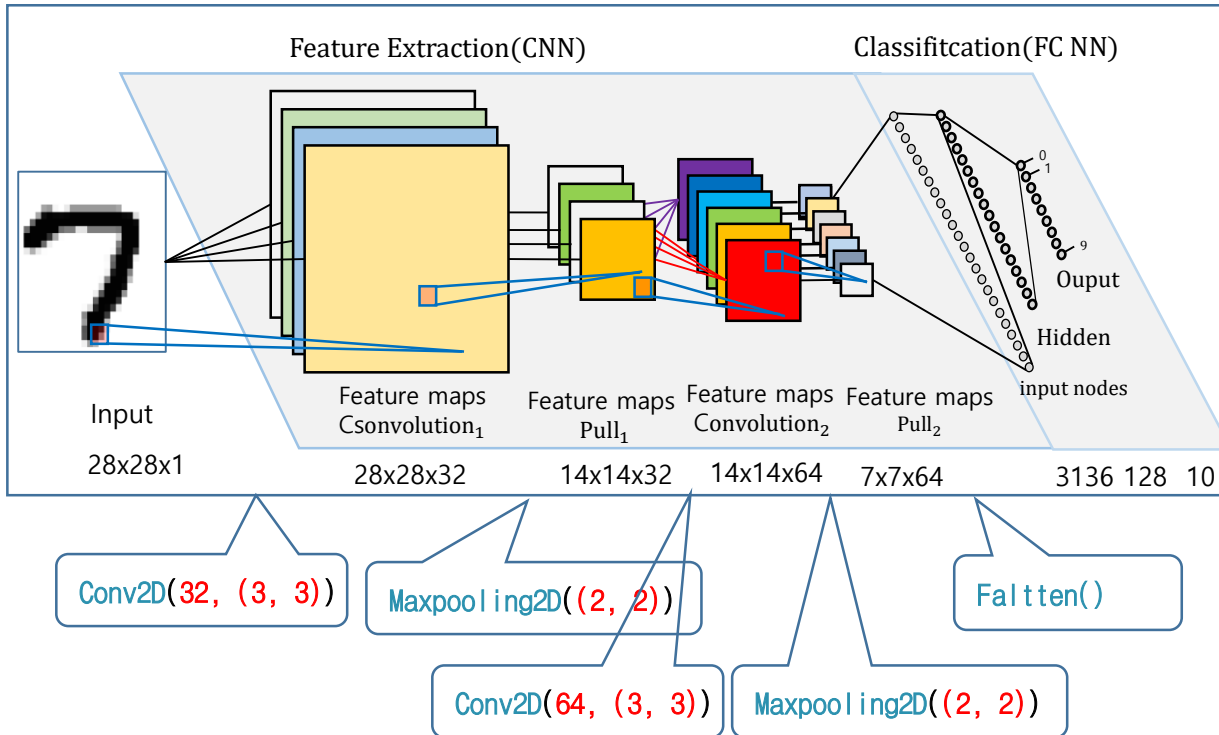 Feature Extraction(CNN)
Classifitcation(FC NN)
0
1
9
Ouput
Hidden
input nodes
Input
Feature maps
Csonvolution₁
Feature maps
Pull₁
Feature maps
Convolution₂
Feature maps
Pull₂
28x28x1
28x28x32
14x14x32
14x14x64
7x7x64
3136 128 10
Conv2D(32, (3, 3))
Maxpooling2D((2, 2))
Faltten()
Conv2D(64, (3, 3))
Maxpooling2D((2, 2))